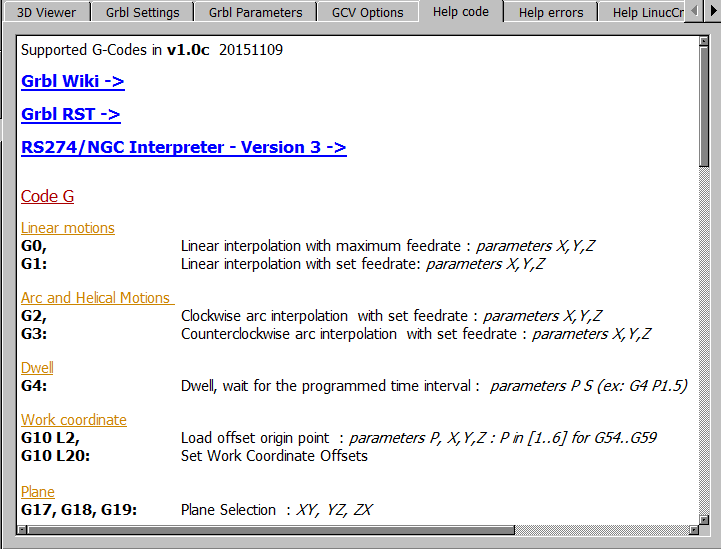 3D Viewer Grbl Settings Grbl Parameters GCV Options Help code Help errors Help LinucCr
Supported G-Codes in v1.0c 20151109
Grbl Wiki ->
Grbl RST ->
RS274/NGC Interpreter - Version 3 ->
Code G
Linear motions
G0, Linear interpolation with maximum feedrate : parameters X,Y,Z
G1: Linear interpolation with set feedrate: parameters X,Y,Z
Arc and Helical Motions
G2, Clockwise arc interpolation with set feedrate : parameters X,Y,Z
G3: Counterclockwise arc interpolation with set feedrate : parameters X,Y,Z
Dwell
G4: Dwell, wait for the programmed time interval : parameters P S (ex: G4 P1.5)
Work coordinate
G10 L2, Load offset origin point : parameters P, X,Y,Z : P in [1..6] for G54..G59
G10 L20: Set Work Coordinate Offsets
Plane
G17, G18, G19: Plane Selection : XY, YZ, ZX